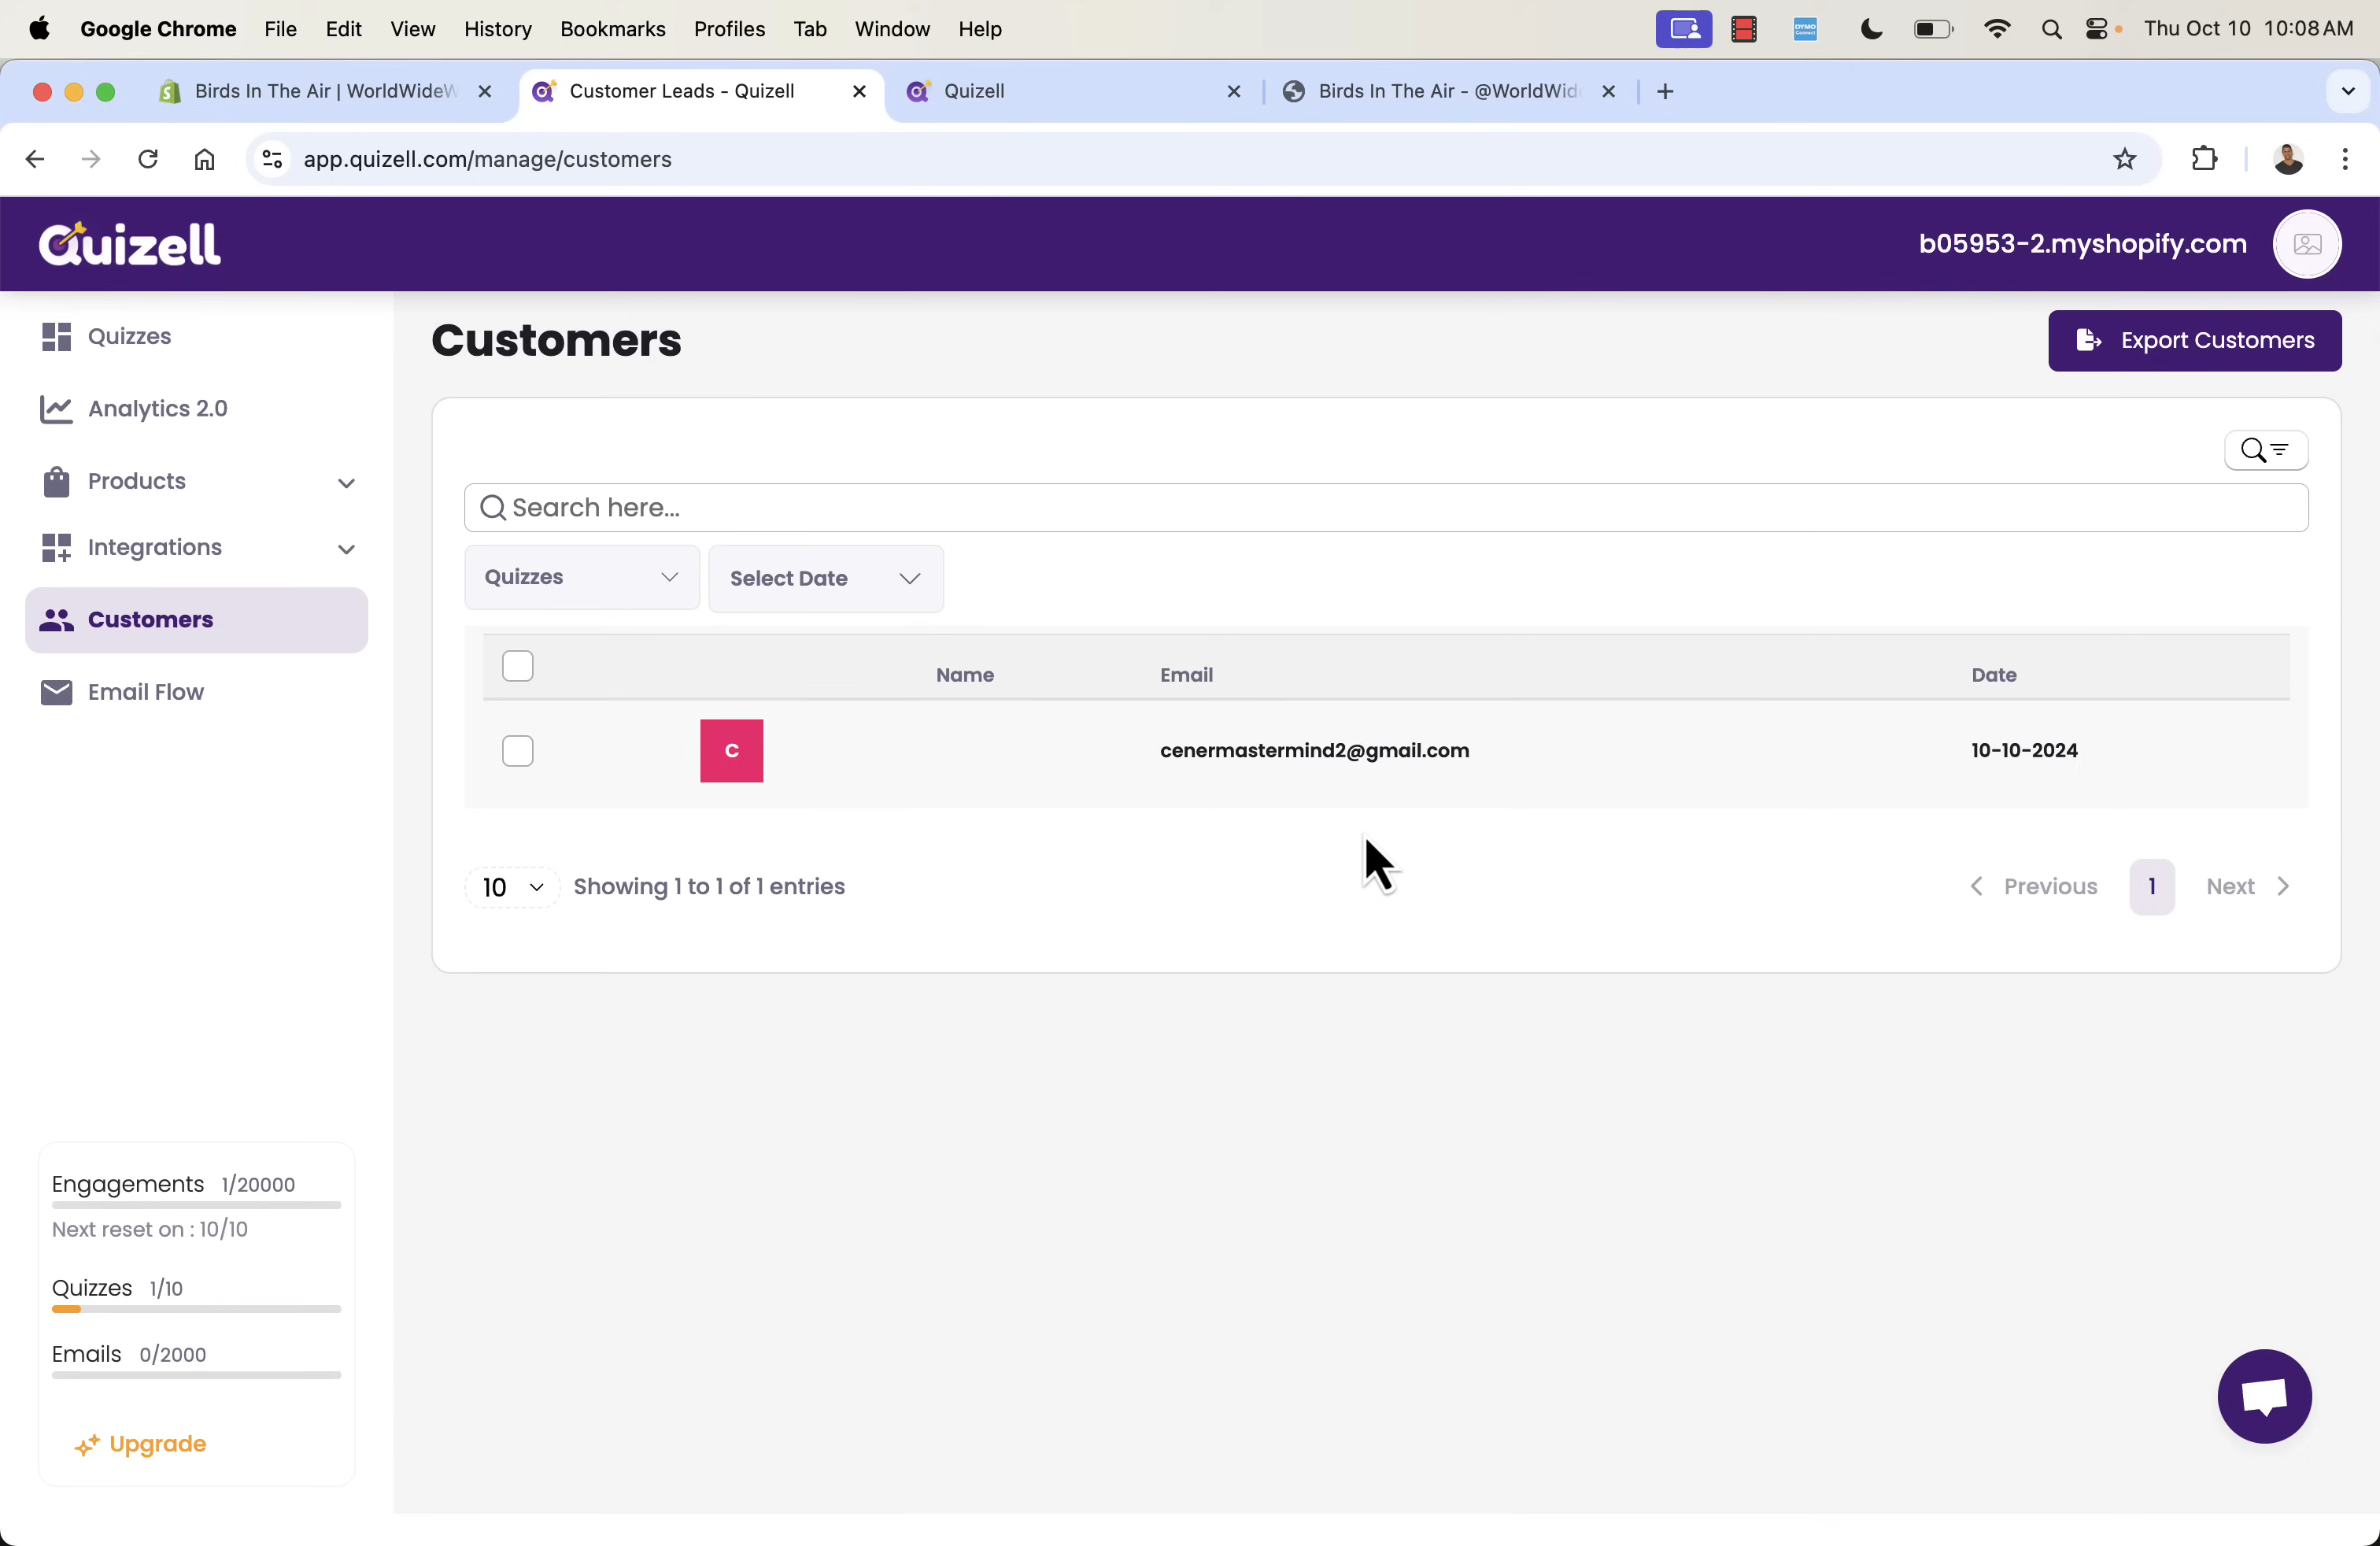 Google Chrome File Edit View History Bookmarks Profiles Tab Window Help DYMO Connect Thu Oct 10 10:08 AM
Birds In The Air | WorldWideW Customer Leads - Quizell Quizell Birds In The Air - @WorldWid
app.quizell.com/manage/customers
Quizell b05953-2.myshopify.com
Quizzes
Analytics 2.0
Products
Integrations
Customers
Email Flow
Engagements 1/20000
Next reset on : 10/10
Quizzes 1/10
Emails 0/2000
Upgrade
Customers Export Customers
Search here...
Quizzes Select Date
Name Email Date
C cenermastermind2@gmail.com 10-10-2024
10 Showing 1 to 1 of 1 entries Previous 1 Next